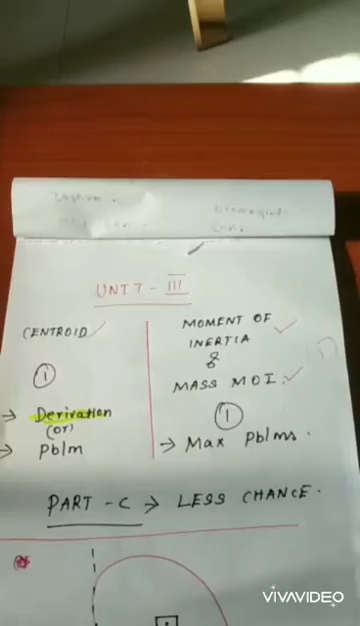 UNIT - III
CENTROID ✓
①
→ Derivation
(or)
→ Pblm
MOMENT OF ✓
INERTIA
&
MASS MOI. ✓
①
→ Max Pblms.
PART - C → LESS CHANCE.
VIVAVIDEO